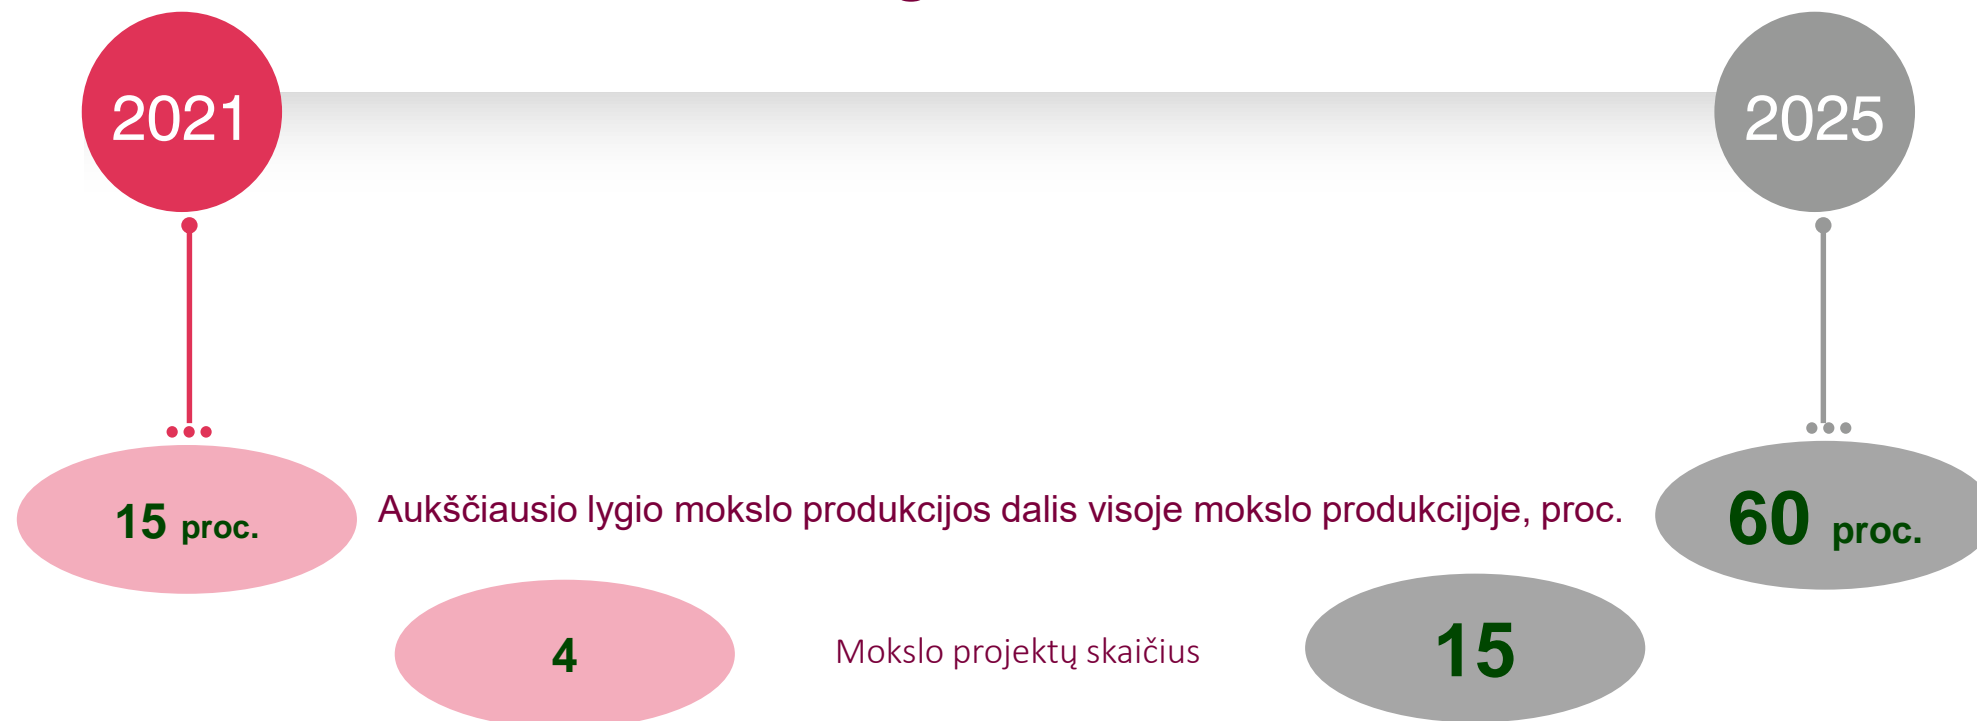 2021
2025
15 proc.
Aukščiausio lygio mokslo produkcijos dalis visoje mokslo produkcijoje, proc.
60 proc.
4
Mokslo projektų skaičius
15